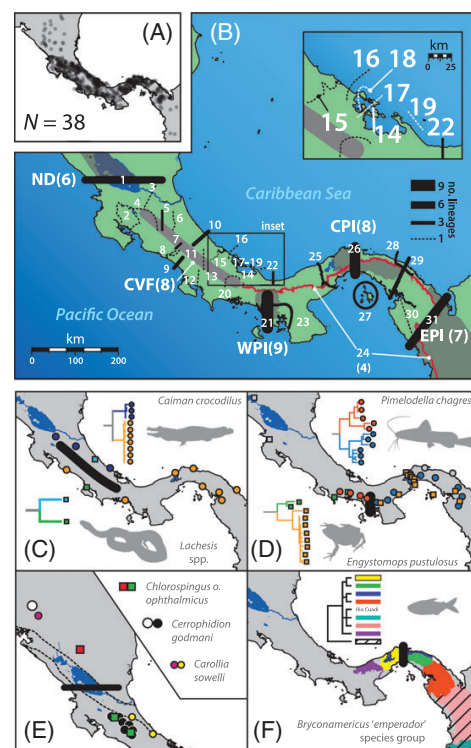 (A)
N = 38
(B)
16
18
17
19
15
14
22
km
0 25
ND(6)
1
3
2
4
5
6
7
8
9
10
11
12
13
15
16
17-19
14
inset
22
20
21
23
25
26
27
28
29
30
31
24
(4)
CVF(8)
WPI(9)
CPI(8)
EPI (7)
Caribbean Sea
Pacific Ocean
9
6
3
1
no. lineages
km
0 100 200
Caiman crocodilus
(C)
Lachesis
spp.
Pimelodella chagresi
(D)
Engystomops pustulosus
(E)
Chlorospingus o.
ophthalmicus
Cerrophidion
godmani
Carollia
sowelli
Rio Cuadi
(F)
Bryconamericus 'emperador'
species group